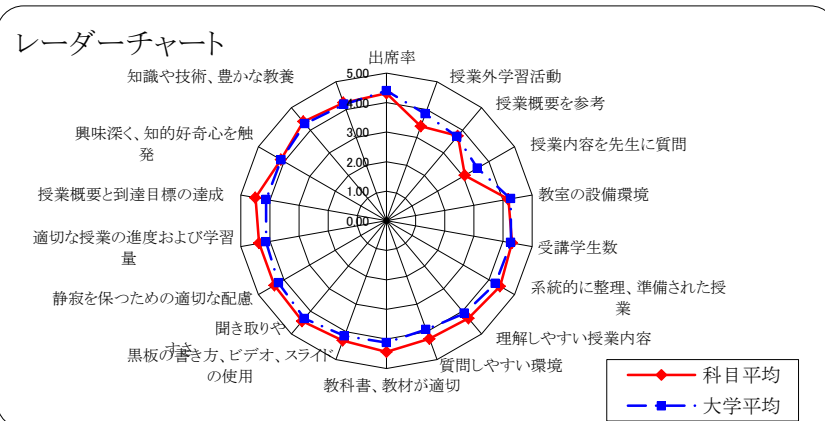 レーダーチャート
出席率
授業外学習活動
授業概要を参考
授業内容を先生に質問
教室の設備環境
受講学生数
系統的に整理、準備された授
業
理解しやすい授業内容
質問しやすい環境
教科書、教材が適切
黒板の書き方、ビデオ、スライド
の使用
聞き取りや
すさ
静寂を保つための適切な配慮
適切な授業の進度および学習
量
授業概要と到達目標の達成
興味深く、知的好奇心を触
発
知識や技術、豊かな教養
5.00
4.00
3.00
2.00
1.00
0.00
科目平均
大学平均